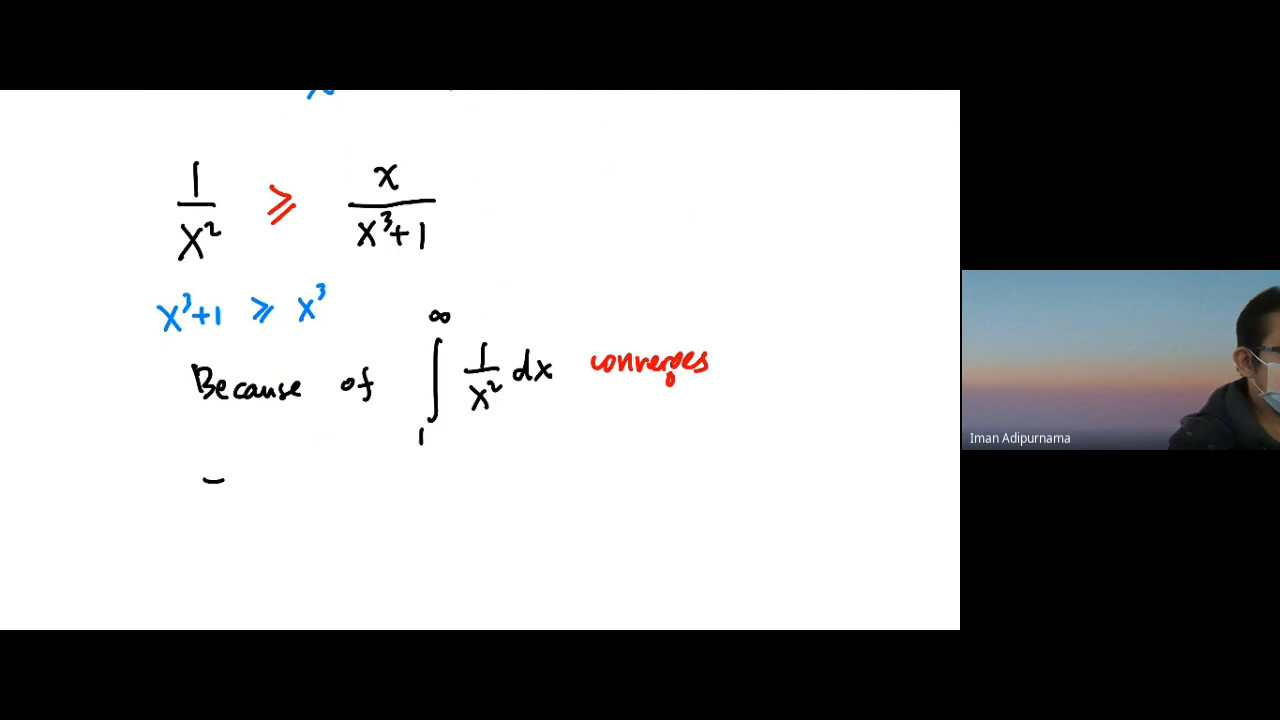 1/x² ⩾ x/(x³+1)
x³+1 ⩾ x³
Because of ∫₁^∞ 1/x² dx converges
Iman Adipurnama